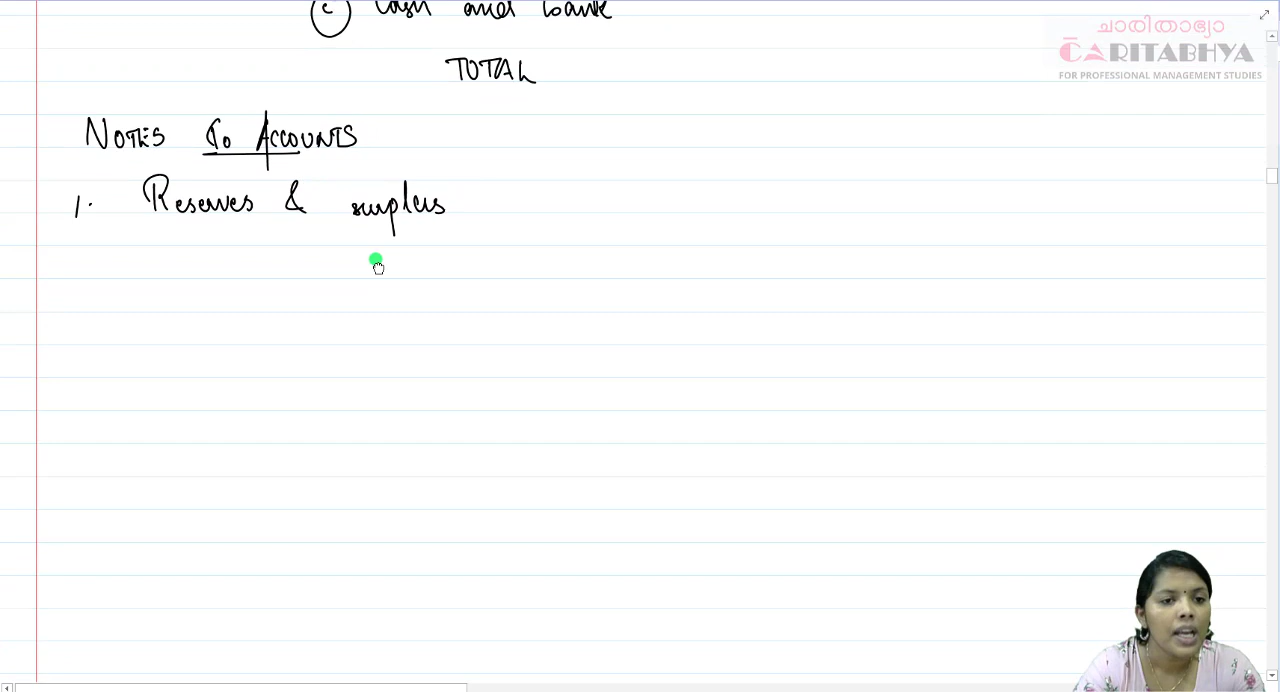 (c) Cash and bank
ചാരിതാഭ്യാ
CARITABHYA
FOR PROFESSIONAL MANAGEMENT STUDIES
TOTAL
NOTES TO ACCOUNTS
1. Reserves & surplus